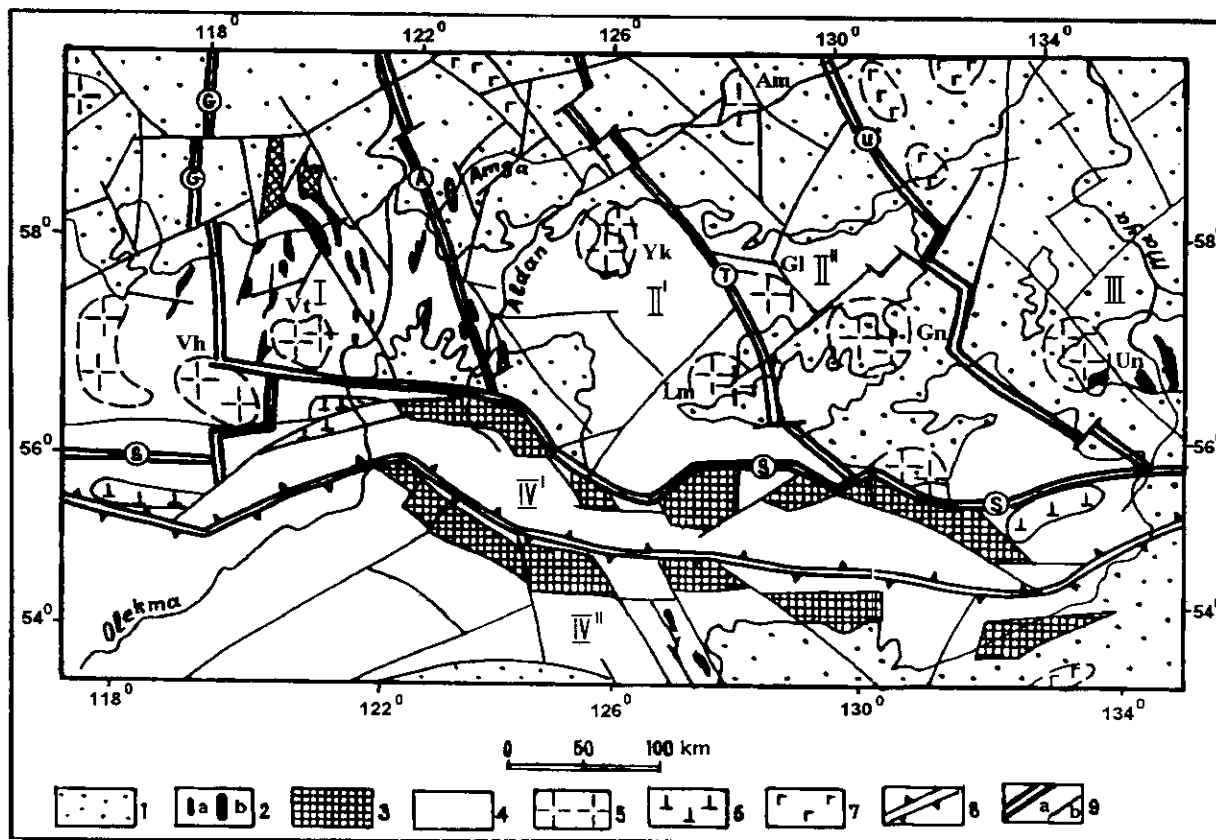 118⁰ 122⁰ 126⁰ 130⁰ 134⁰
G
Am
G
A
Amga
u
58⁰
58⁰
Maya
Aldan
Yk
Gl
II"
T
II'
III
Vt
I
Vh
Gn
Un
Lm
56⁰
56⁰
S
S
S
IV'
Olekma
54⁰
54⁰
IV"
118⁰ 122⁰ 126⁰ 130⁰ 134⁰
0 50 100 km
1 a b 2 3 4 5 6 7 8 a b 9